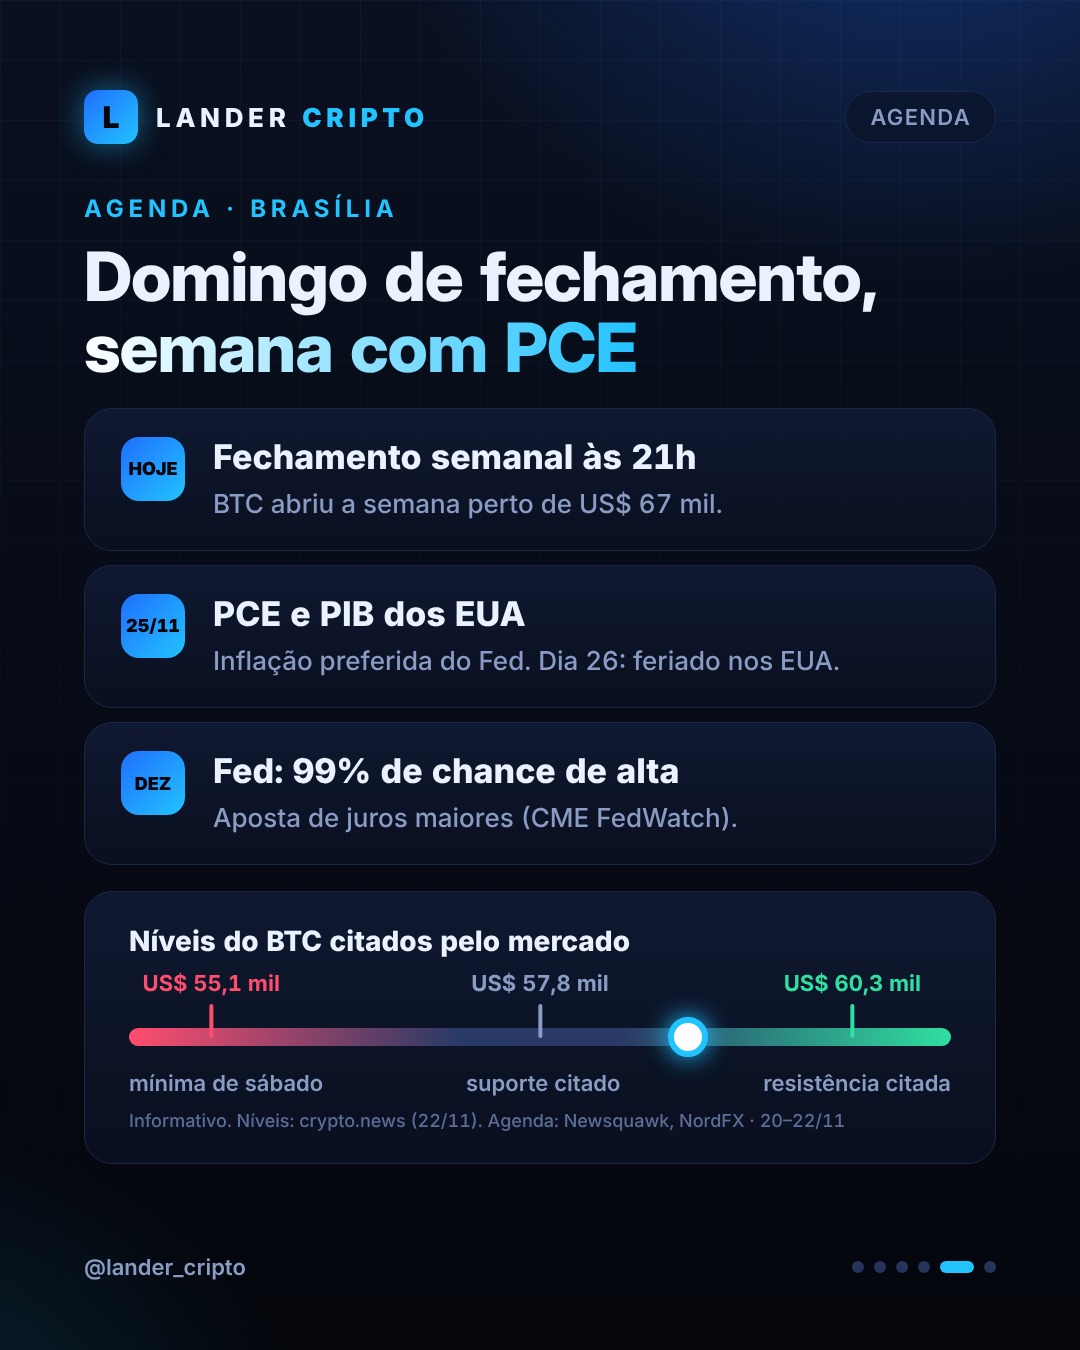 L LANDER CRIPTO
AGENDA
AGENDA · BRASÍLIA
Domingo de fechamento,
semana com PCE
HOJE
Fechamento semanal às 21h
BTC abriu a semana perto de US$ 67 mil.
25/11
PCE e PIB dos EUA
Inflação preferida do Fed. Dia 26: feriado nos EUA.
DEZ
Fed: 99% de chance de alta
Aposta de juros maiores (CME FedWatch).
Níveis do BTC citados pelo mercado
US$ 55,1 mil US$ 57,8 mil US$ 60,3 mil
mínima de sábado suporte citado resistência citada
Informativo. Níveis: crypto.news (22/11). Agenda: Newsquawk, NordFX · 20–22/11
@lander_cripto